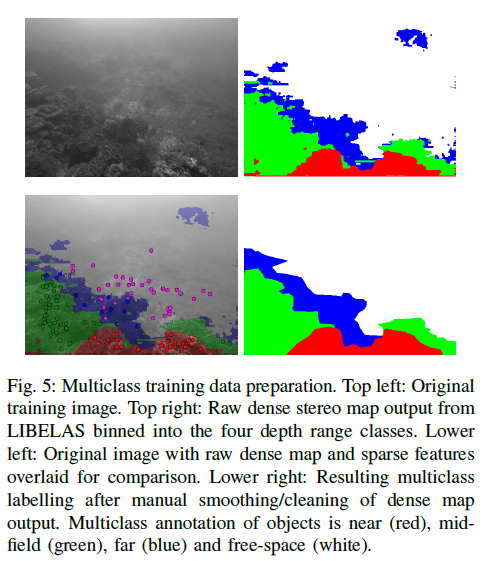 Fig. 5: Multiclass training data preparation. Top left: Original
training image. Top right: Raw dense stereo map output from
LIBELAS binned into the four depth range classes. Lower
left: Original image with raw dense map and sparse features
overlaid for comparison. Lower right: Resulting multiclass
labelling after manual smoothing/cleaning of dense map
output. Multiclass annotation of objects is near (red), mid-
field (green), far (blue) and free-space (white).